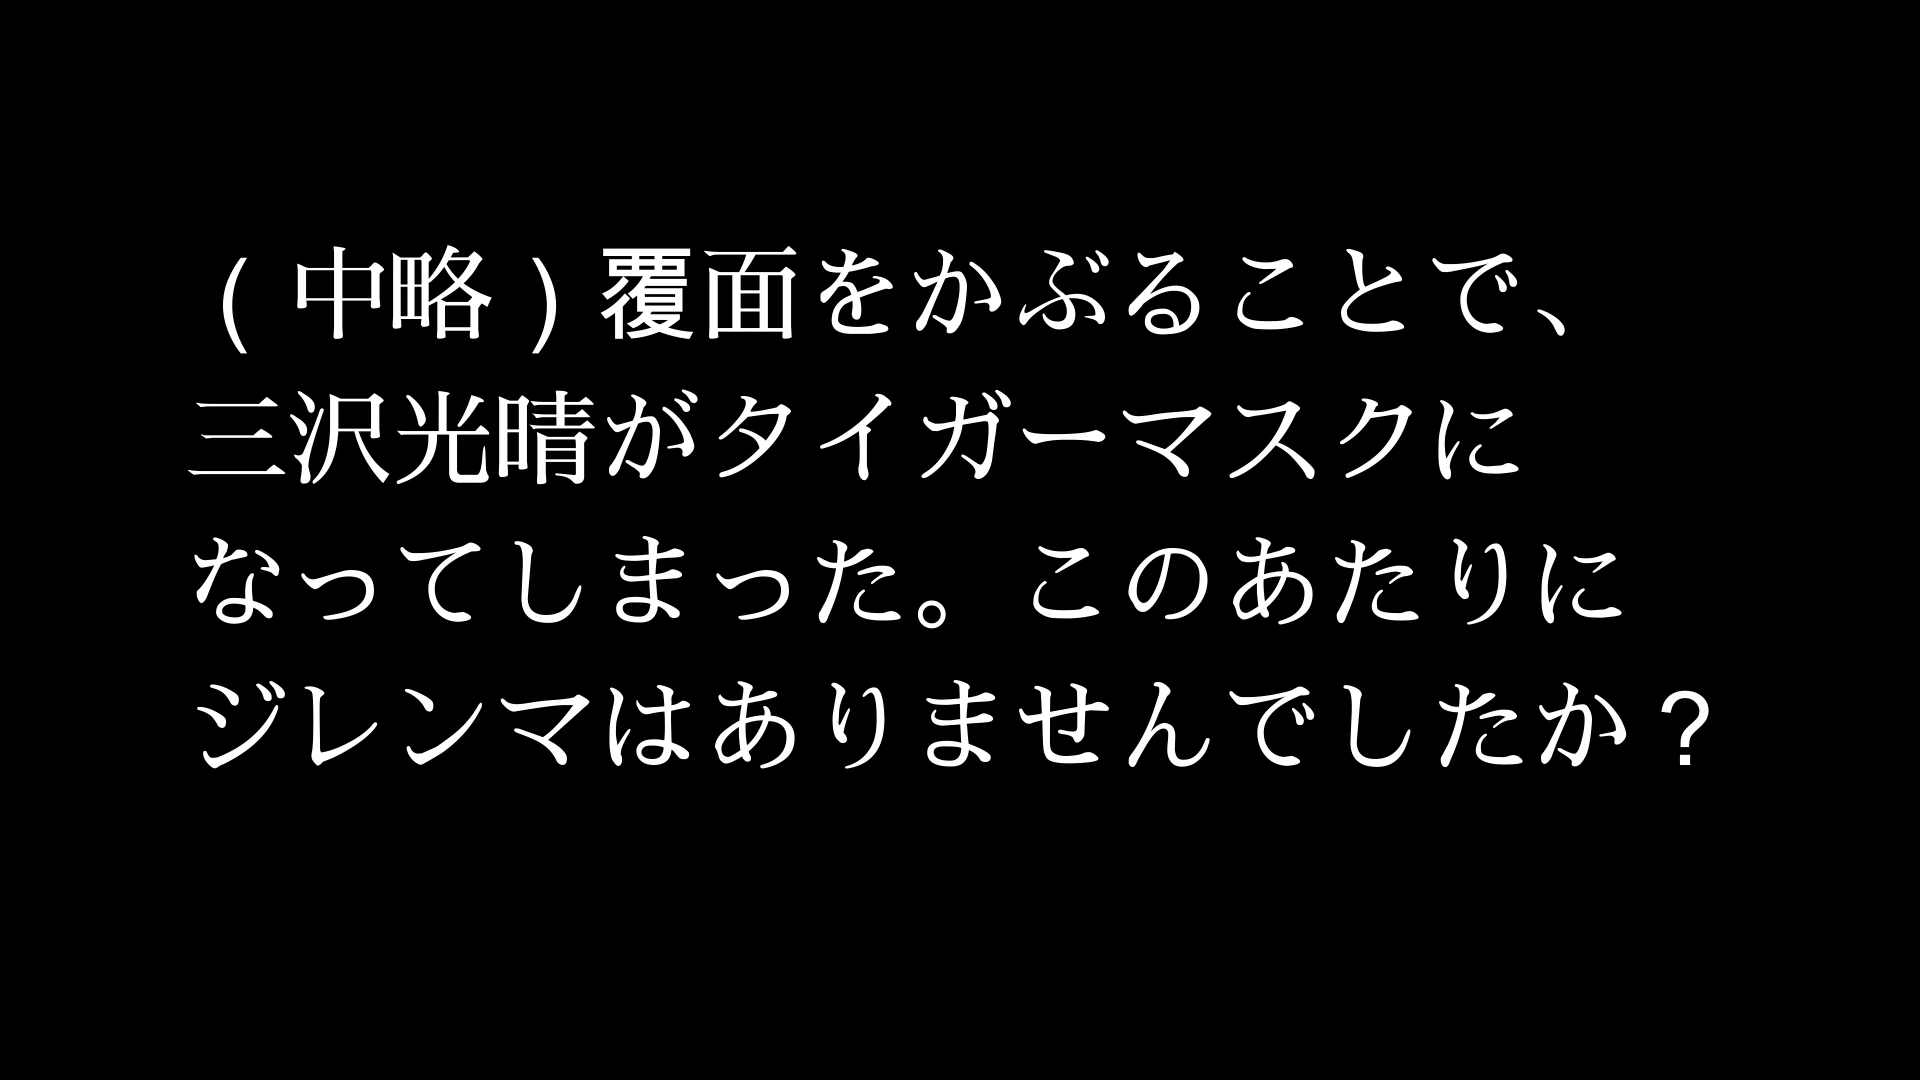 （中略）覆面をかぶることで、
三沢光晴がタイガーマスクに
なってしまった。このあたりに
ジレンマはありませんでしたか？